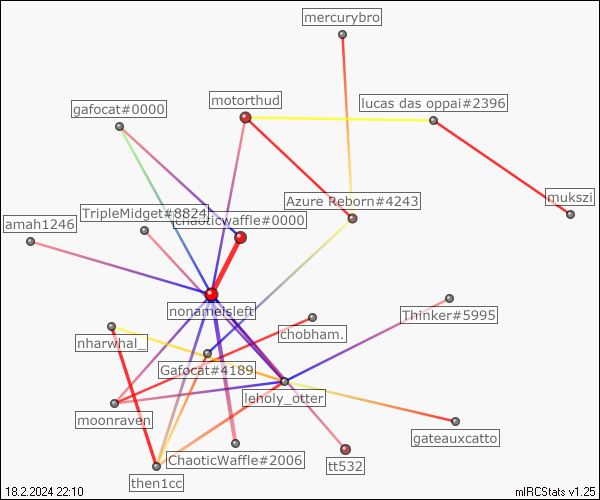 mercurybro
motorthud
lucas das oppai#2396
gafocat#0000
mukszi
Azure Reborn#4243
TripleMidget#8824
chaoticwaffle#0000
amah1246
nonameisleft
Thinker#5995
chobham.
nharwhal_
Gafocat#4189
leholy_otter
moonraven
gateauxcatto
ChaoticWaffle#2006
tt532
then1cc
18.2.2024 22:10
mIRCStats v1.25